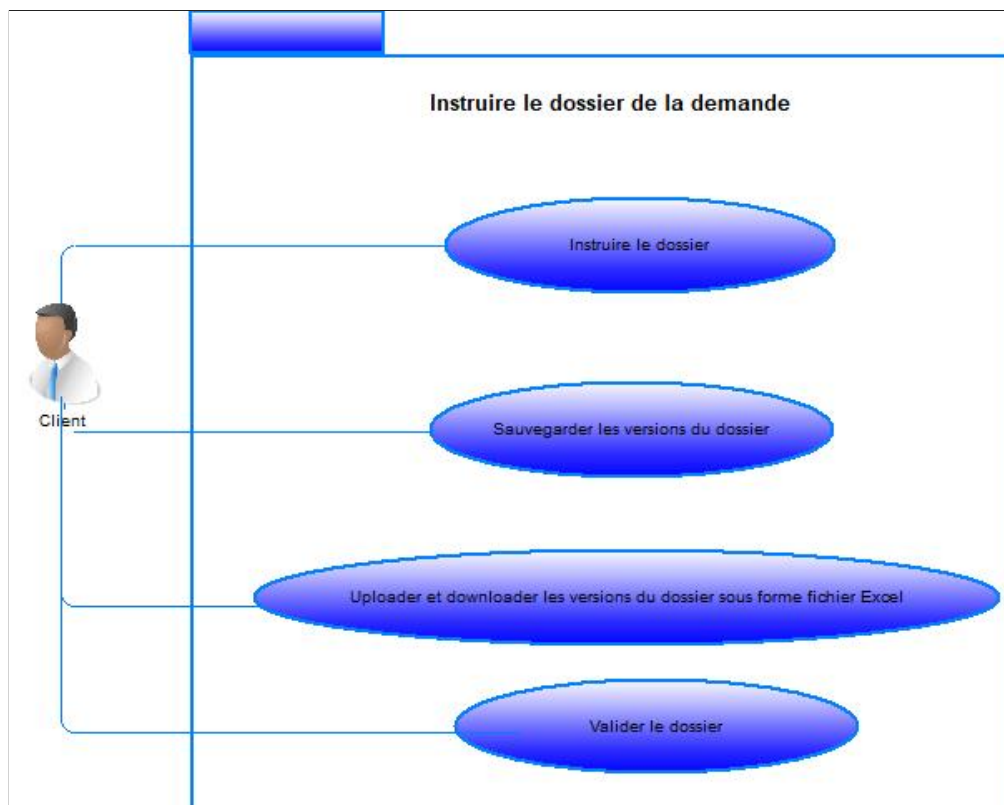 Instruire le dossier de la demande
Instruire le dossier
Client
Sauvegarder les versions du dossier
Uploader et downloader les versions du dossier sous forme fichier Excel
Valider le dossier